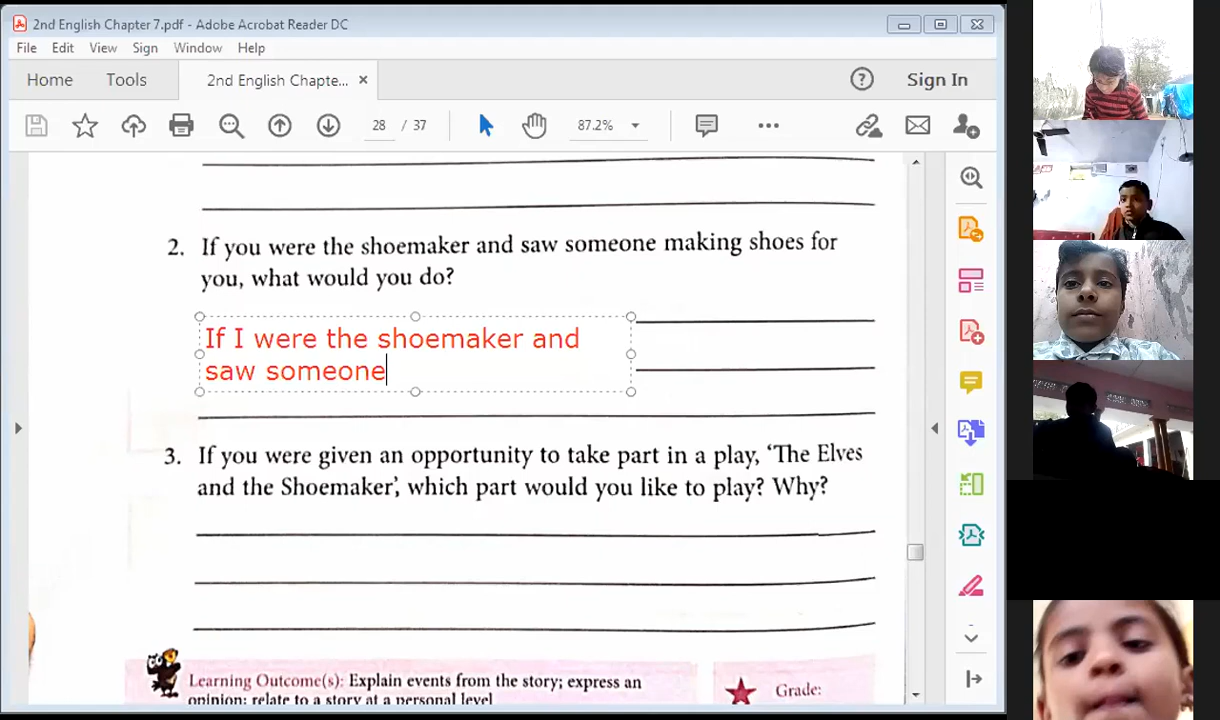 2nd English Chapter 7.pdf - Adobe Acrobat Reader DC
File Edit View Sign Window Help
Home Tools 2nd English Chapte... × Sign In
28 / 37 87.2%
2. If you were the shoemaker and saw someone making shoes for
you, what would you do?
If I were the shoemaker and
saw someone
3. If you were given an opportunity to take part in a play, ‘The Elves
and the Shoemaker’, which part would you like to play? Why?
Learning Outcome(s): Explain events from the story; express an
opinion; relate to a story at a personal level
Grade: